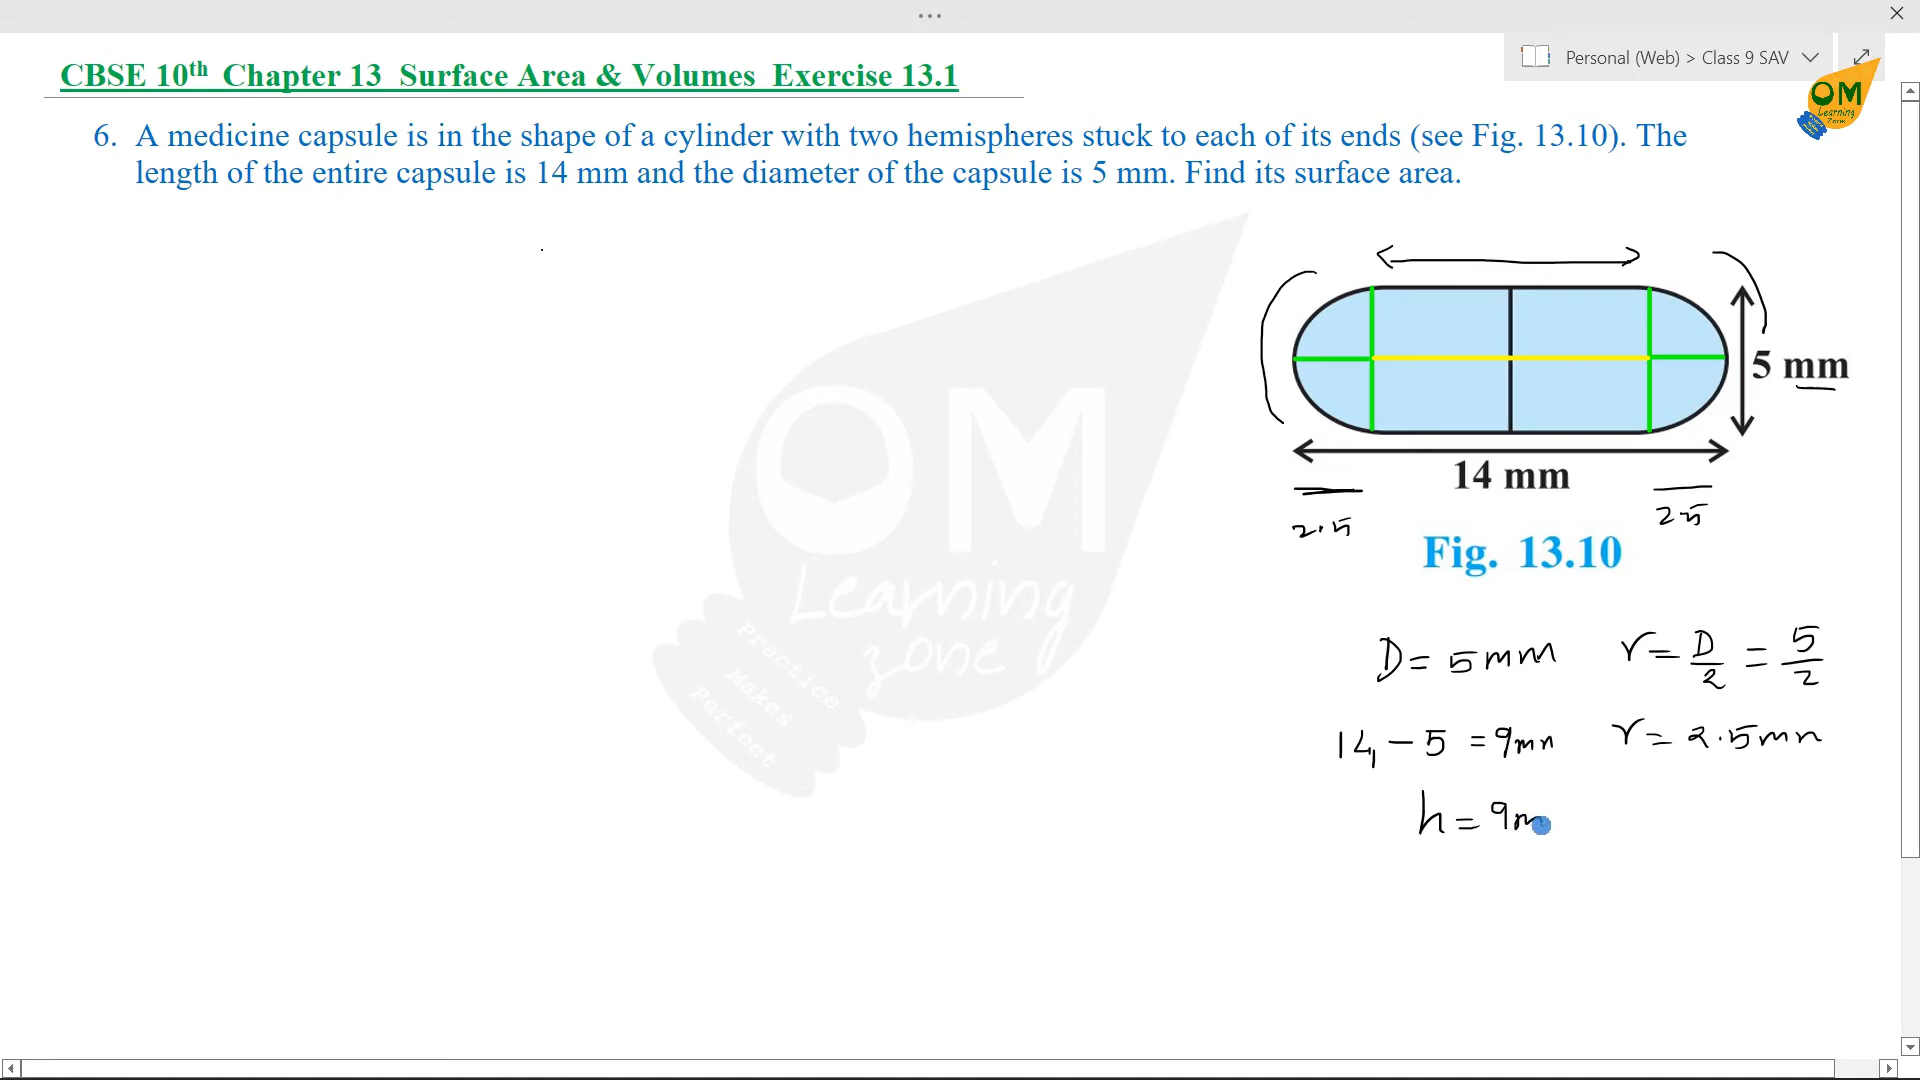 Personal (Web) > Class 9 SAV
OM
Learning
Zone
CBSE 10th Chapter 13 Surface Area & Volumes Exercise 13.1
6. A medicine capsule is in the shape of a cylinder with two hemispheres stuck to each of its ends (see Fig. 13.10). The
length of the entire capsule is 14 mm and the diameter of the capsule is 5 mm. Find its surface area.
5 mm
14 mm
2.5 2.5
Fig. 13.10
OM
Learning
zone
Practice
Makes
Perfect
D = 5mm r = D/2 = 5/2
14 - 5 = 9mm r = 2.5mm
h = 9m